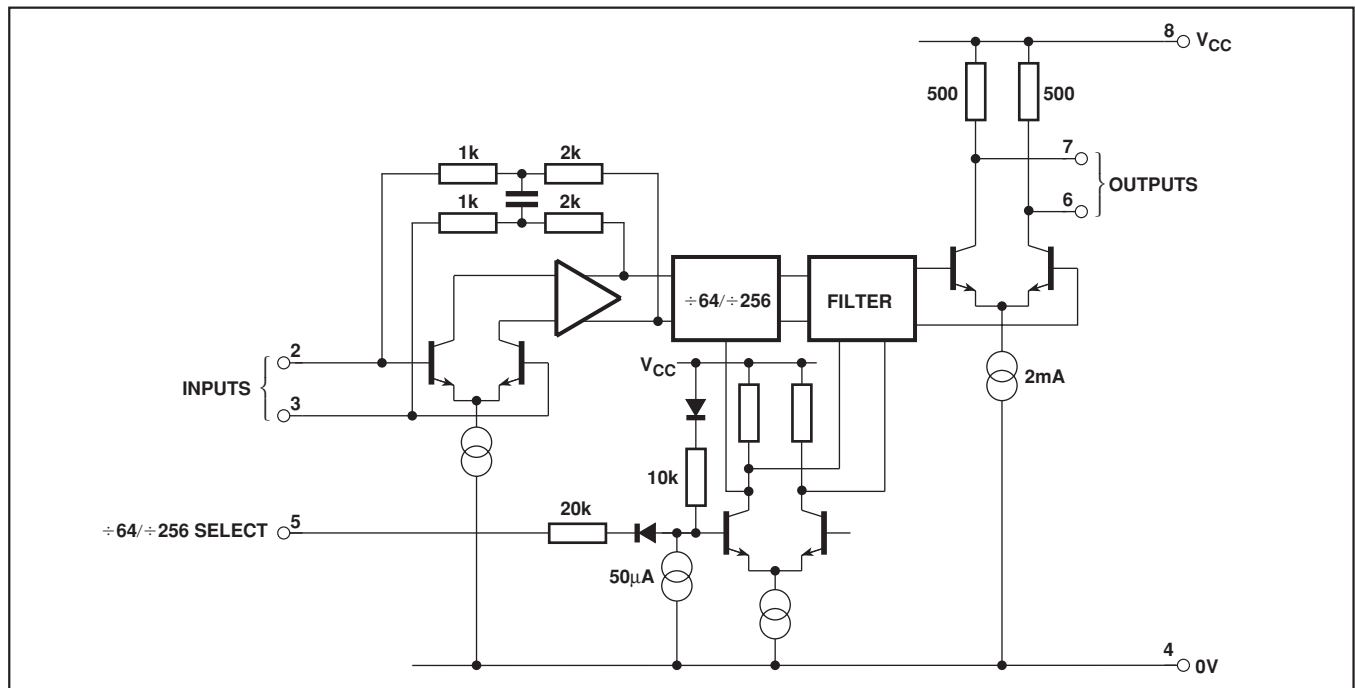 8
V_CC
500
500
7
OUTPUTS
6
1k
2k
1k
2k
÷64/÷256
FILTER
2
INPUTS
3
V_CC
2mA
10k
÷64/÷256 SELECT
5
20k
50µA
4
0V